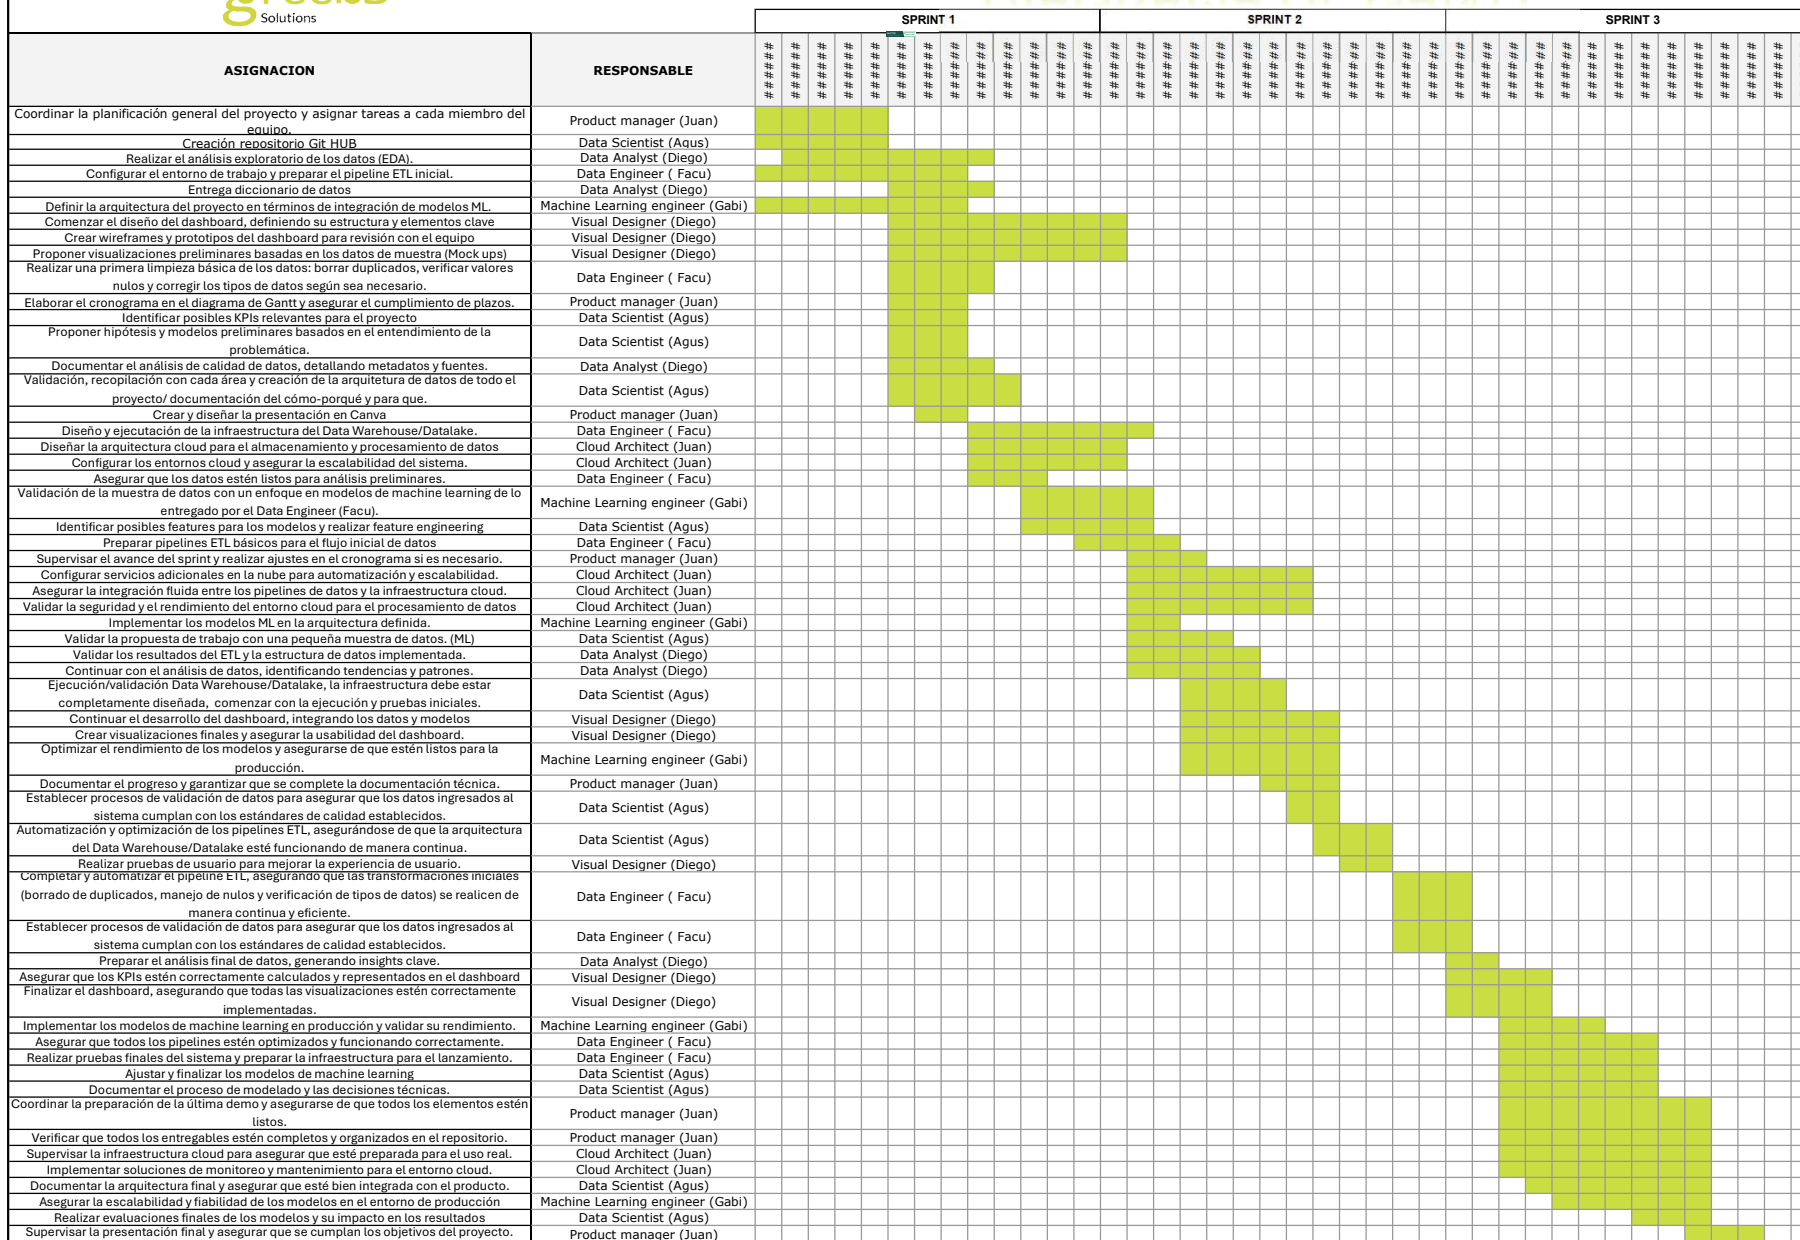 Solutions
SPRINT 1
SPRINT 2
SPRINT 3
ASIGNACION
RESPONSABLE
Coordinar la planificación general del proyecto y asignar tareas a cada miembro del
equipo.
Product manager (Juan)
Creación repositorio Git HUB
Data Scientist (Agus)
Realizar el análisis exploratorio de los datos (EDA).
Data Analyst (Diego)
Configurar el entorno de trabajo y preparar el pipeline ETL inicial.
Data Engineer ( Facu)
Entrega diccionario de datos
Data Analyst (Diego)
Definir la arquitectura del proyecto en términos de integración de modelos ML.
Machine Learning engineer (Gabi)
Comenzar el diseño del dashboard, definiendo su estructura y elementos clave
Visual Designer (Diego)
Crear wireframes y prototipos del dashboard para revisión con el equipo
Visual Designer (Diego)
Proponer visualizaciones preliminares basadas en los datos de muestra (Mock ups)
Visual Designer (Diego)
Realizar una primera limpieza básica de los datos: borrar duplicados, verificar valores
nulos y corregir los tipos de datos según sea necesario.
Data Engineer ( Facu)
Elaborar el cronograma en el diagrama de Gantt y asegurar el cumplimiento de plazos.
Product manager (Juan)
Identificar posibles KPIs relevantes para el proyecto
Data Scientist (Agus)
Proponer hipótesis y modelos preliminares basados en el entendimiento de la
problemática.
Data Scientist (Agus)
Documentar el análisis de calidad de datos, detallando metadatos y fuentes.
Data Analyst (Diego)
Validación, recopilación con cada área y creación de la arquitetura de datos de todo el
proyecto/ documentación del cómo-porqué y para que.
Data Scientist (Agus)
Crear y diseñar la presentación en Canva
Product manager (Juan)
Diseño y ejecutación de la infraestructura del Data Warehouse/Datalake.
Data Engineer ( Facu)
Diseñar la arquitectura cloud para el almacenamiento y procesamiento de datos
Cloud Architect (Juan)
Configurar los entornos cloud y asegurar la escalabilidad del sistema.
Cloud Architect (Juan)
Asegurar que los datos estén listos para análisis preliminares.
Data Engineer ( Facu)
Validación de la muestra de datos con un enfoque en modelos de machine learning de lo
entregado por el Data Engineer (Facu).
Machine Learning engineer (Gabi)
Identificar posibles features para los modelos y realizar feature engineering
Data Scientist (Agus)
Preparar pipelines ETL básicos para el flujo inicial de datos
Data Engineer ( Facu)
Supervisar el avance del sprint y realizar ajustes en el cronograma si es necesario.
Product manager (Juan)
Configurar servicios adicionales en la nube para automatización y escalabilidad.
Cloud Architect (Juan)
Asegurar la integración fluida entre los pipelines de datos y la infraestructura cloud.
Cloud Architect (Juan)
Validar la seguridad y el rendimiento del entorno cloud para el procesamiento de datos
Cloud Architect (Juan)
Implementar los modelos ML en la arquitectura definida.
Machine Learning engineer (Gabi)
Validar la propuesta de trabajo con una pequeña muestra de datos. (ML)
Data Scientist (Agus)
Validar los resultados del ETL y la estructura de datos implementada.
Data Analyst (Diego)
Continuar con el análisis de datos, identificando tendencias y patrones.
Data Analyst (Diego)
Ejecución/validación Data Warehouse/Datalake, la infraestructura debe estar
completamente diseñada, comenzar con la ejecución y pruebas iniciales.
Data Scientist (Agus)
Continuar el desarrollo del dashboard, integrando los datos y modelos
Visual Designer (Diego)
Crear visualizaciones finales y asegurar la usabilidad del dashboard.
Visual Designer (Diego)
Optimizar el rendimiento de los modelos y asegurarse de que estén listos para la
producción.
Machine Learning engineer (Gabi)
Documentar el progreso y garantizar que se complete la documentación técnica.
Product manager (Juan)
Establecer procesos de validación de datos para asegurar que los datos ingresados al
sistema cumplan con los estándares de calidad establecidos.
Data Scientist (Agus)
Automatización y optimización de los pipelines ETL, asegurándose de que la arquitectura
del Data Warehouse/Datalake esté funcionando de manera continua.
Data Scientist (Agus)
Realizar pruebas de usuario para mejorar la experiencia de usuario.
Visual Designer (Diego)
Completar y automatizar el pipeline ETL, asegurando que las transformaciones iniciales
(borrado de duplicados, manejo de nulos y verificación de tipos de datos) se realicen de
manera continua y eficiente.
Data Engineer ( Facu)
Establecer procesos de validación de datos para asegurar que los datos ingresados al
sistema cumplan con los estándares de calidad establecidos.
Data Engineer ( Facu)
Preparar el análisis final de datos, generando insights clave.
Data Analyst (Diego)
Asegurar que los KPIs estén correctamente calculados y representados en el dashboard
Visual Designer (Diego)
Finalizar el dashboard, asegurando que todas las visualizaciones estén correctamente
implementadas.
Visual Designer (Diego)
Implementar los modelos de machine learning en producción y validar su rendimiento.
Machine Learning engineer (Gabi)
Asegurar que todos los pipelines estén optimizados y funcionando correctamente.
Data Engineer ( Facu)
Realizar pruebas finales del sistema y preparar la infraestructura para el lanzamiento.
Data Engineer ( Facu)
Ajustar y finalizar los modelos de machine learning
Data Scientist (Agus)
Documentar el proceso de modelado y las decisiones técnicas.
Data Scientist (Agus)
Coordinar la preparación de la última demo y asegurarse de que todos los elementos estén
listos.
Product manager (Juan)
Verificar que todos los entregables estén completos y organizados en el repositorio.
Product manager (Juan)
Supervisar la infraestructura cloud para asegurar que esté preparada para el uso real.
Cloud Architect (Juan)
Implementar soluciones de monitoreo y mantenimiento para el entorno cloud.
Cloud Architect (Juan)
Documentar la arquitectura final y asegurar que esté bien integrada con el producto.
Data Scientist (Agus)
Asegurar la escalabilidad y fiabilidad de los modelos en el entorno de producción
Machine Learning engineer (Gabi)
Realizar evaluaciones finales de los modelos y su impacto en los resultados
Data Scientist (Agus)
Supervisar la presentación final y asegurar que se cumplan los objetivos del proyecto.
Product manager (Juan)